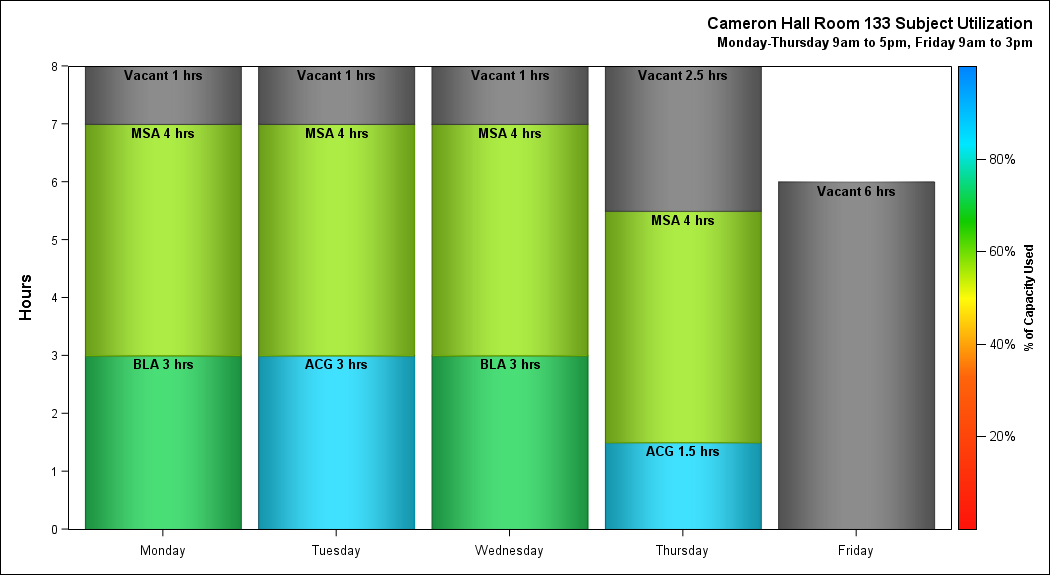 Cameron Hall Room 133 Subject Utilization
Monday-Thursday 9am to 5pm, Friday 9am to 3pm
Hours
8
7
6
5
4
3
2
1
0
Vacant 1 hrs
MSA 4 hrs
BLA 3 hrs
Vacant 1 hrs
MSA 4 hrs
ACG 3 hrs
Vacant 1 hrs
MSA 4 hrs
BLA 3 hrs
Vacant 2.5 hrs
MSA 4 hrs
ACG 1.5 hrs
Vacant 6 hrs
Monday
Tuesday
Wednesday
Thursday
Friday
80%
60%
40%
20%
% of Capacity Used